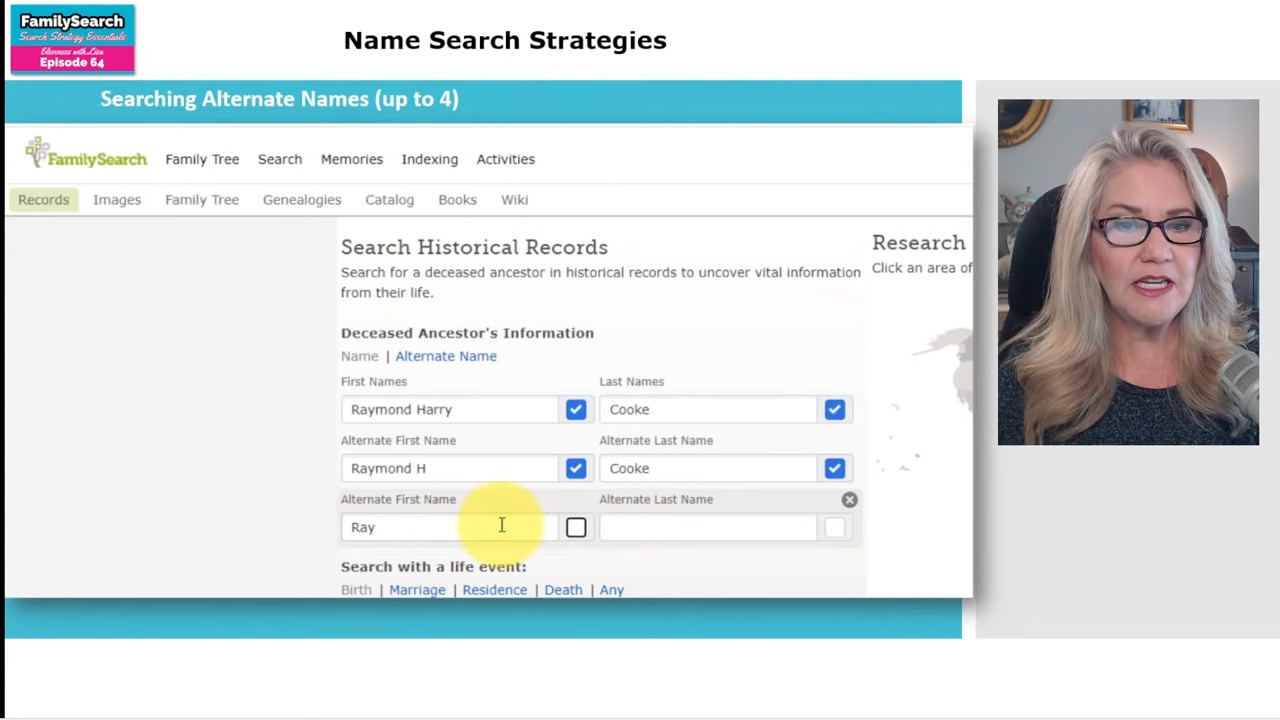 FamilySearch
Search Strategy Essentials
Elevenses with Lisa
Episode 64
Name Search Strategies
Searching Alternate Names (up to 4)
FamilySearch Family Tree Search Memories Indexing Activities
Records Images Family Tree Genealogies Catalog Books Wiki
Search Historical Records
Search for a deceased ancestor in historical records to uncover vital information
from their life.
Research
Click an area of
Deceased Ancestor's Information
Name | Alternate Name
First Names Last Names
Raymond Harry Cooke
Alternate First Name Alternate Last Name
Raymond H Cooke
Alternate First Name Alternate Last Name
Ray
Search with a life event:
Birth | Marriage | Residence | Death | Any